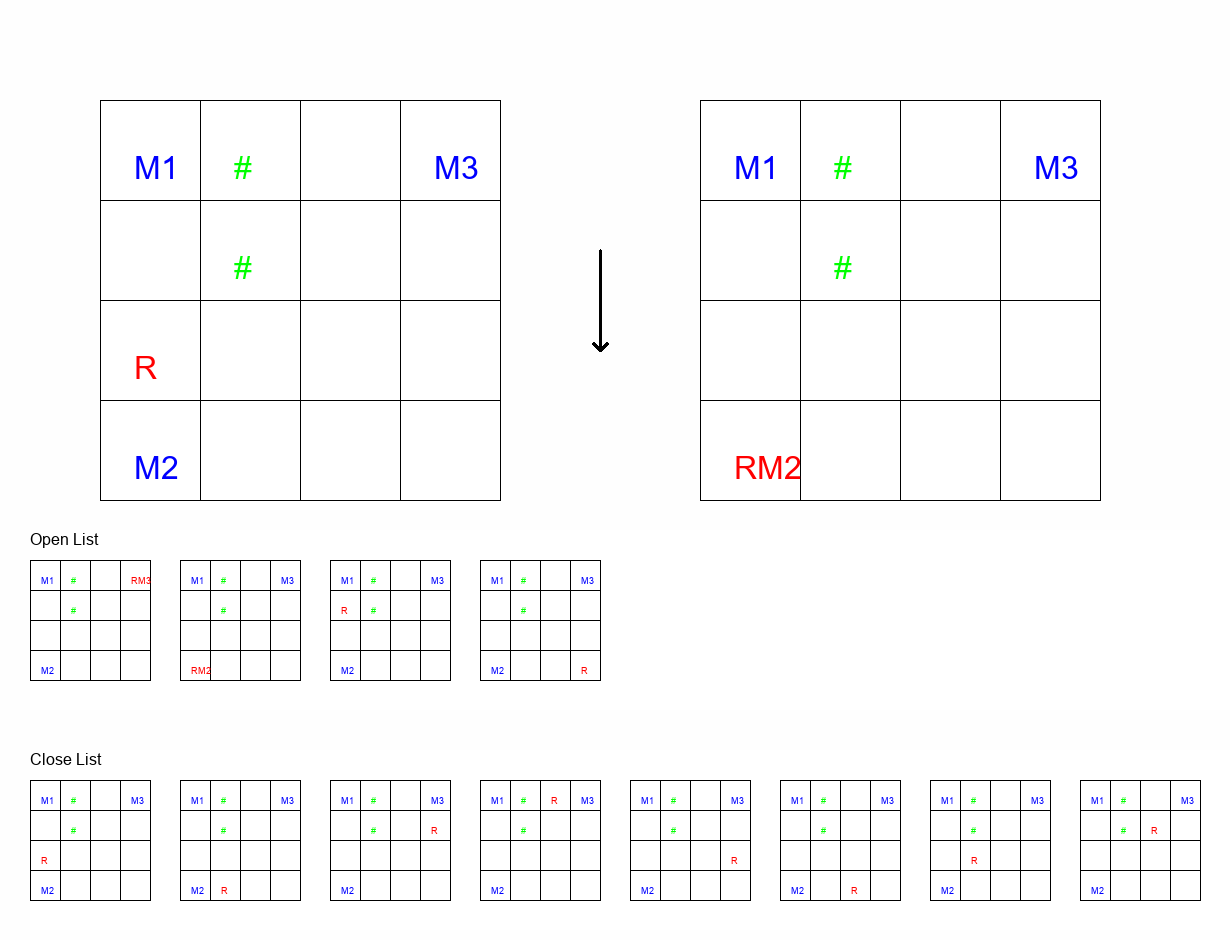 M1 # M3 M1 # M3
# #
R
M2 RM2
Open List
M1 # RM3 M1 # M3 M1 # M3 M1 # M3
# # R # #
M2 RM2 M2 M2 R
Close List
M1 # M3 M1 # M3 M1 # M3 M1 # R M3 M1 # M3 M1 # M3 M1 # M3 M1 # M3
# # # R # # # # # R
R R R
M2 M2 R M2 M2 M2 M2 R M2 M2